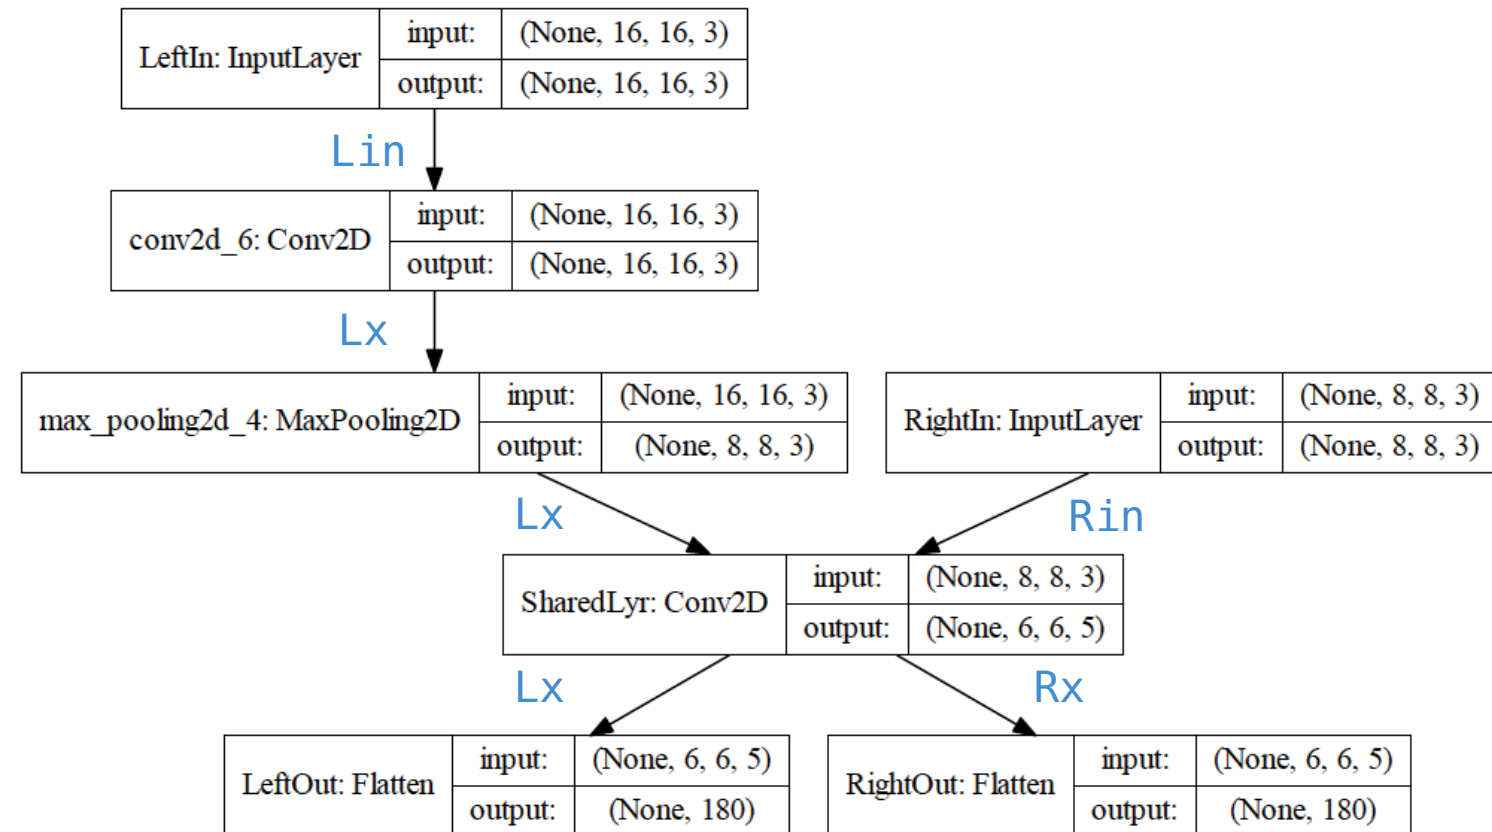 LeftIn: InputLayer
input: (None, 16, 16, 3)
output: (None, 16, 16, 3)
Lin
conv2d_6: Conv2D
input: (None, 16, 16, 3)
output: (None, 16, 16, 3)
Lx
max_pooling2d_4: MaxPooling2D
input: (None, 16, 16, 3)
output: (None, 8, 8, 3)
RightIn: InputLayer
input: (None, 8, 8, 3)
output: (None, 8, 8, 3)
Lx
Rin
SharedLyr: Conv2D
input: (None, 8, 8, 3)
output: (None, 6, 6, 5)
Lx
Rx
LeftOut: Flatten
input: (None, 6, 6, 5)
output: (None, 180)
RightOut: Flatten
input: (None, 6, 6, 5)
output: (None, 180)